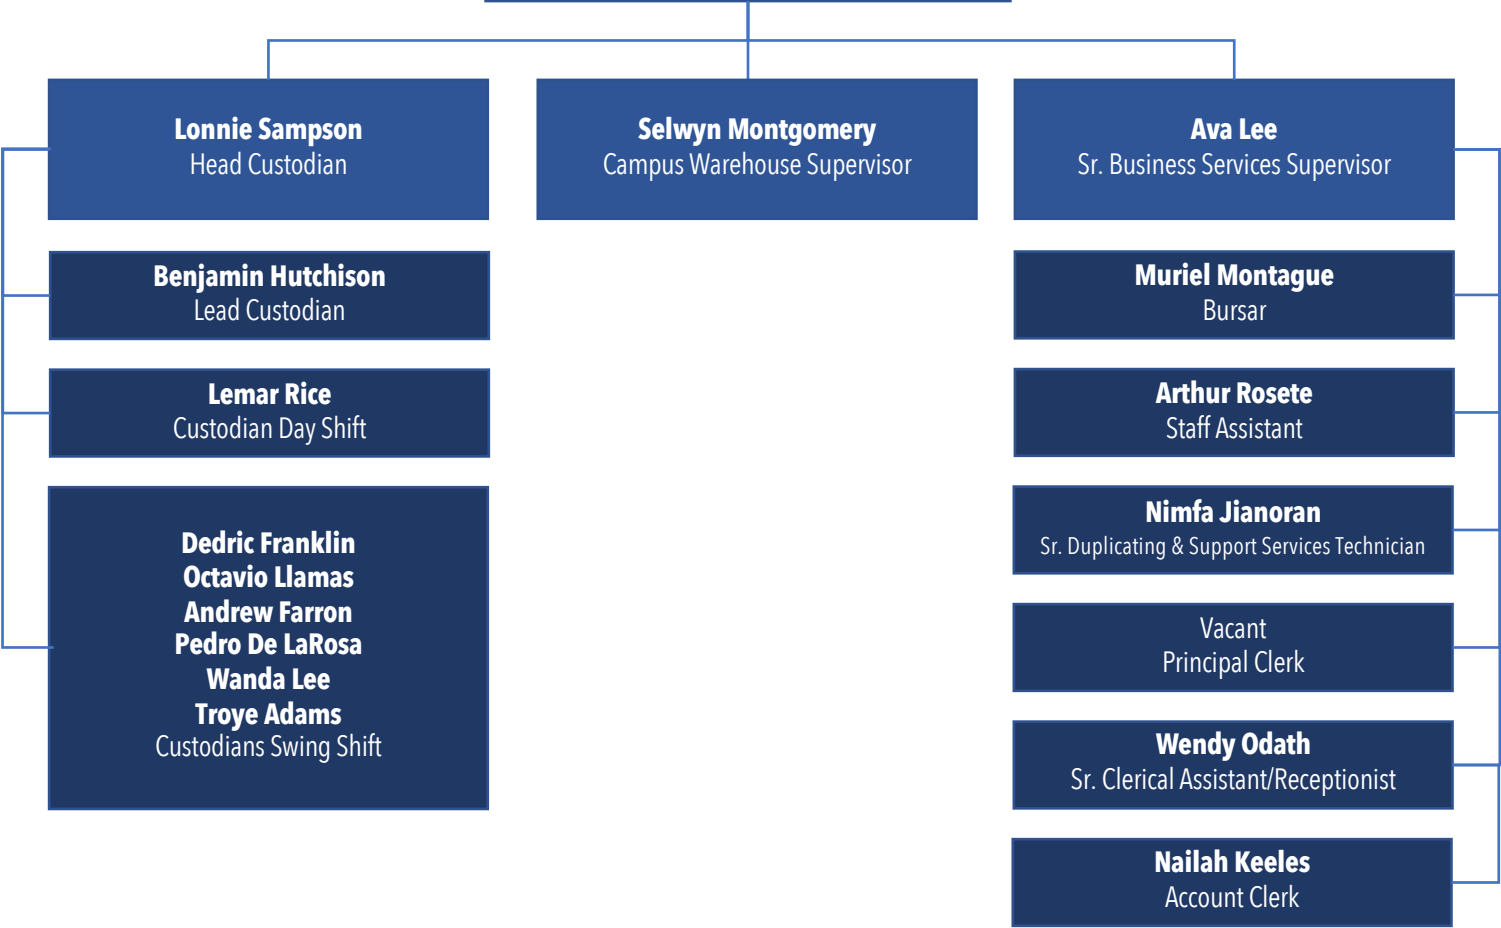 Lonnie Sampson
Head Custodian
Selwyn Montgomery
Campus Warehouse Supervisor
Ava Lee
Sr. Business Services Supervisor
Benjamin Hutchison
Lead Custodian
Lemar Rice
Custodian Day Shift
Dedric Franklin
Octavio Llamas
Andrew Farron
Pedro De LaRosa
Wanda Lee
Troye Adams
Custodians Swing Shift
Muriel Montague
Bursar
Arthur Rosete
Staff Assistant
Nimfa Jianoran
Sr. Duplicating & Support Services Technician
Vacant
Principal Clerk
Wendy Odath
Sr. Clerical Assistant/Receptionist
Nailah Keeles
Account Clerk